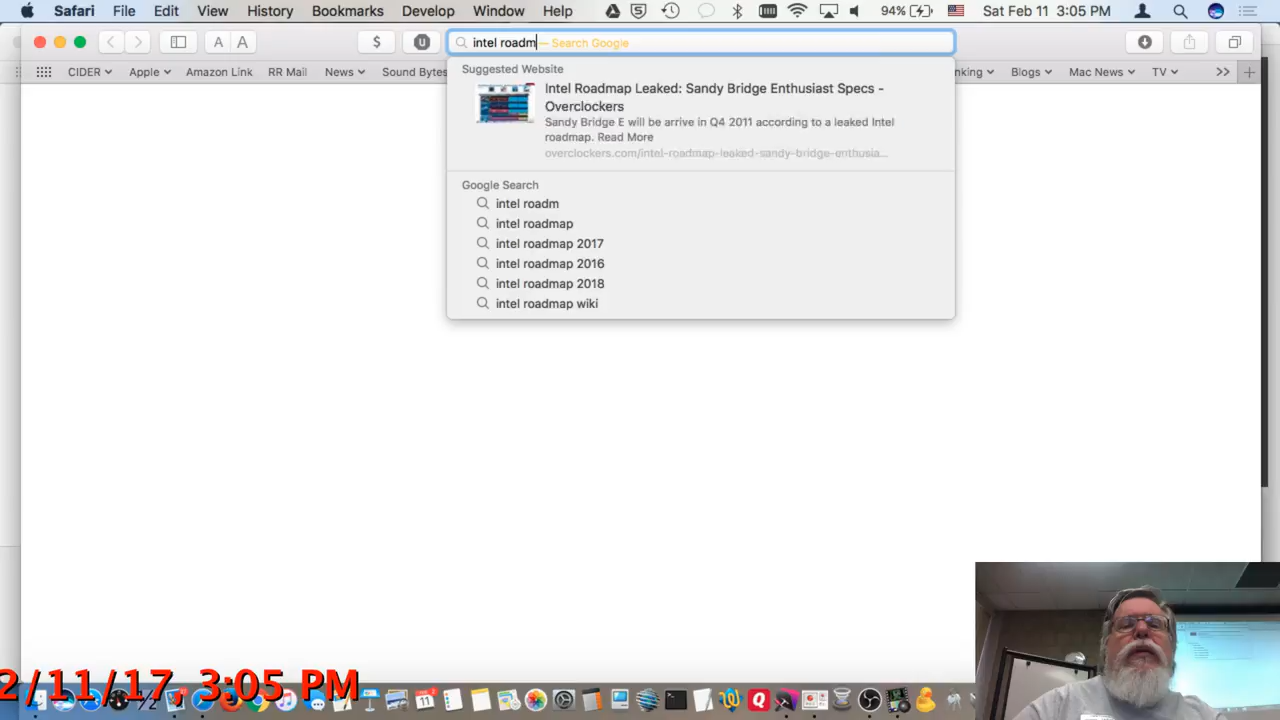 Safari File Edit View History Bookmarks Develop Window Help 94% Sat Feb 11 3:05 PM
A A $ U intel roadm — Search Google
CIDER Apple Amazon Link RR Mail News Sound Bytes nking Blogs Mac News TV >> +
Suggested Website
Intel Roadmap Leaked: Sandy Bridge Enthusiast Specs -
Overclockers
Sandy Bridge E will be arrive in Q4 2011 according to a leaked Intel
roadmap. Read More
overclockers.com/intel-roadmap-leaked-sandy-bridge-enthusia...
Google Search
intel roadm
intel roadmap
intel roadmap 2017
intel roadmap 2016
intel roadmap 2018
intel roadmap wiki
2/11/17, 3:05 PM